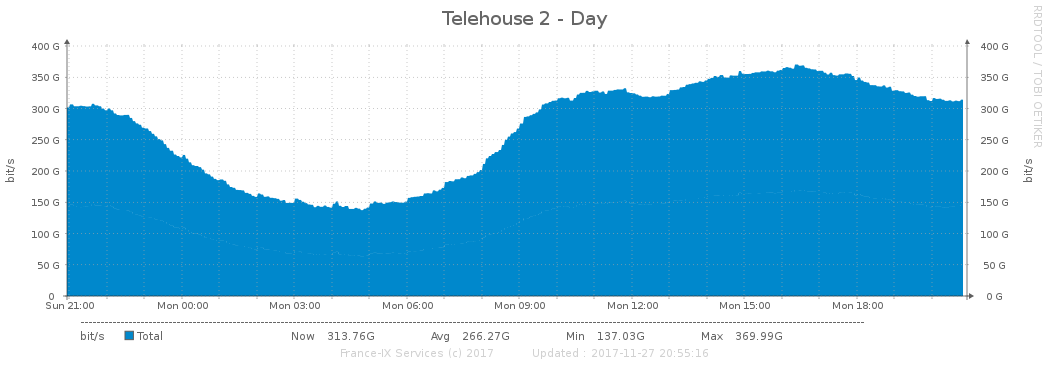 Telehouse 2 - Day
RRDTOOL / TOBI OETIKER
400 G 400 G
350 G 350 G
300 G 300 G
250 G 250 G
200 G 200 G
150 G 150 G
100 G 100 G
50 G 50 G
0 0 G
bit/s bit/s
Sun 21:00 Mon 00:00 Mon 03:00 Mon 06:00 Mon 09:00 Mon 12:00 Mon 15:00 Mon 18:00
bit/s Total Now 313.76G Avg 266.27G Min 137.03G Max 369.99G
France-IX Services (c) 2017 Updated : 2017-11-27 20:55:16